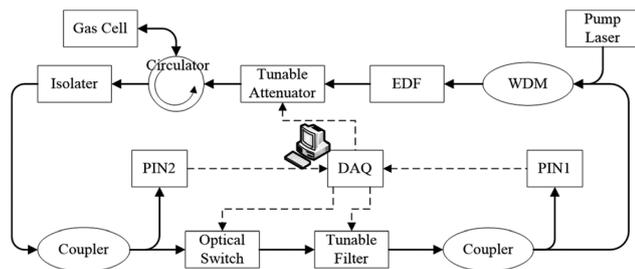 Gas Cell
Pump
Laser
Circulator
Isolater
Tunable
Attenuator
EDF
WDM
PIN2
DAQ
PIN1
Coupler
Optical
Switch
Tunable
Filter
Coupler